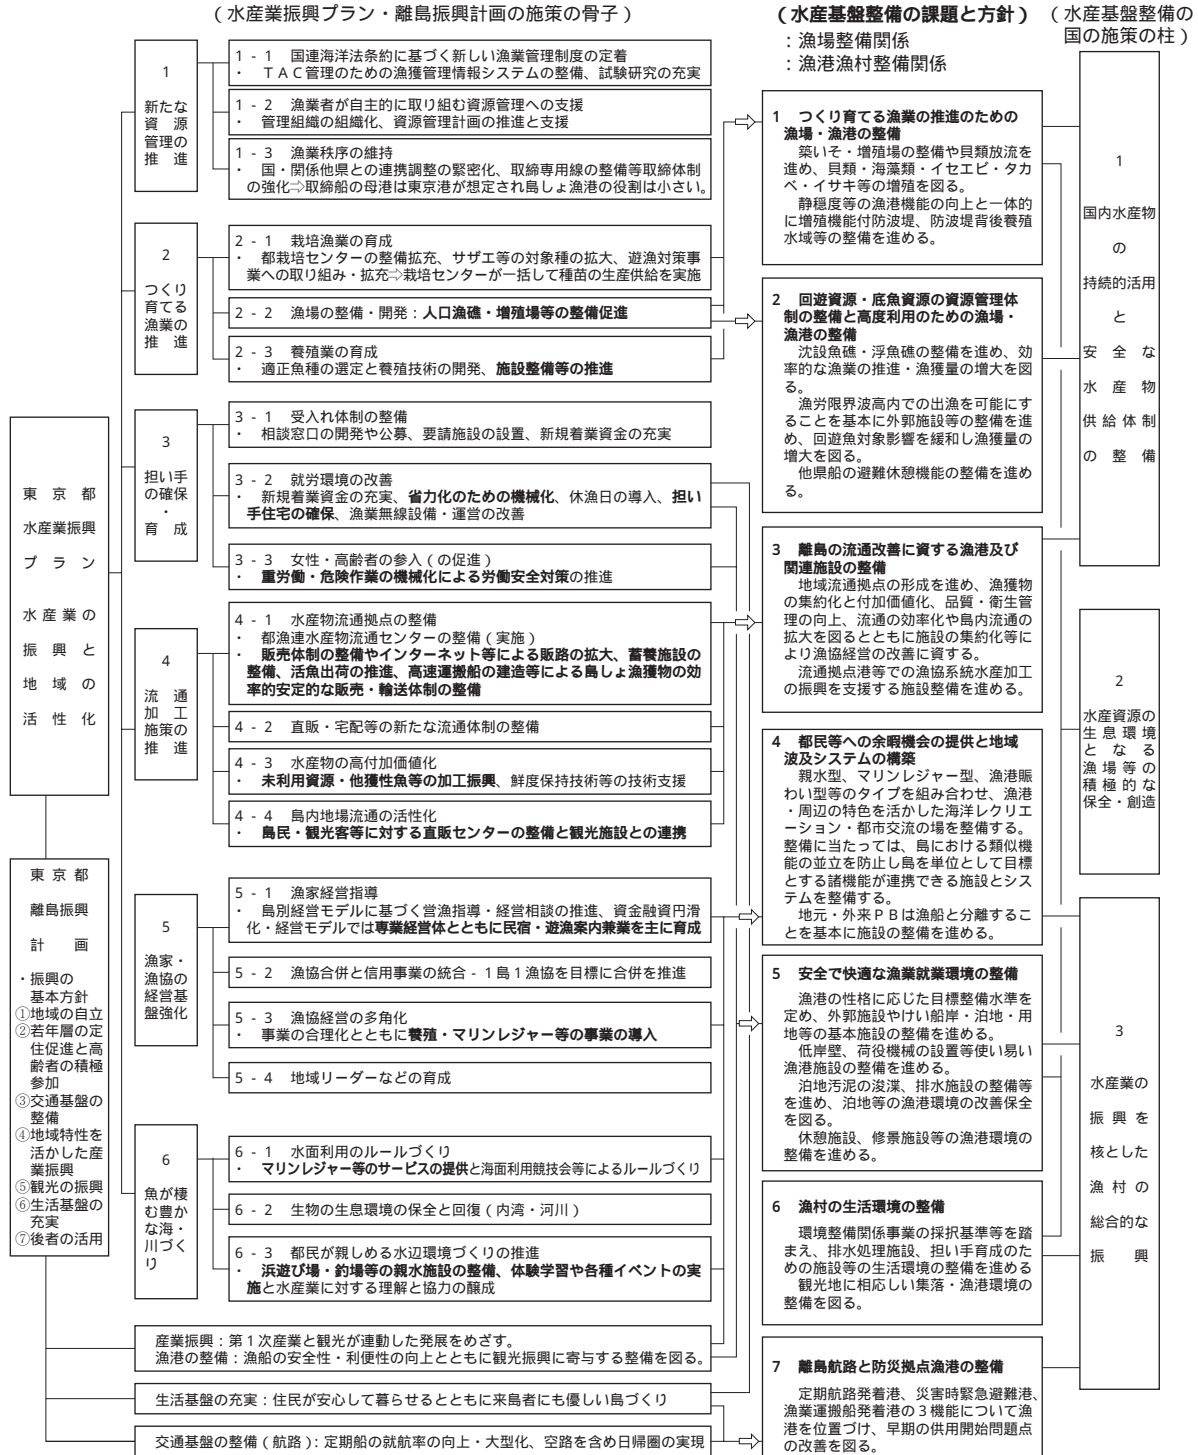 （水産業振興プラン・離島振興計画の施策の骨子）
（水産基盤整備の課題と方針）
：漁場整備関係
：漁港漁村整備関係
（水産基盤整備の
国の施策の柱）
東京都
水産業振興
プラン
水産業の
振興と
地域の
活性化
東京都
離島振興
計画
・振興の
基本方針
①地域の自立
②若年層の定
住促進と高
齢者の積極
参加
③交通基盤の
整備
④地域特性を
活かした産
業振興
⑤観光の振興
⑥生活基盤の
充実
⑦後者の活用
1
新たな
資源
管理の
推進
1-1 国連海洋法条約に基づく新しい漁業管理制度の定着
・ TAC管理のための漁獲管理情報システムの整備、試験研究の充実
1-2 漁業者が自主的に取り組む資源管理への支援
・ 管理組織の組織化、資源管理計画の推進と支援
1-3 漁業秩序の維持
・ 国・関係他県との連携調整の緊密化、取締専用線の整備等取締体制
の強化⇒取締船の母港は東京港が想定され島しょ漁港の役割は小さい。
2
つくり
育てる
漁業の
推進
2-1 栽培漁業の育成
・ 都栽培センターの整備拡充、サザエ等の対象種の拡大、遊漁対策事
業への取り組み・拡充⇒栽培センターが一括して種苗の生産供給を実施
2-2 漁場の整備・開発：人口漁礁・増殖場等の整備促進
2-3 養殖業の育成
・ 適正魚種の選定と養殖技術の開発、施設整備等の推進
3
担い手
の確保
・
育成
3-1 受入れ体制の整備
・ 相談窓口の開発や公募、要請施設の設置、新規着業資金の充実
3-2 就労環境の改善
・ 新規着業資金の充実、省力化のための機械化、休漁日の導入、担い
手住宅の確保、漁業無線設備・運営の改善
3-3 女性・高齢者の参入（の促進）
・ 重労働・危険作業の機械化による労働安全対策の推進
4
流通
加工
施策の
推進
4-1 水産物流通拠点の整備
・ 都漁連水産物流通センターの整備（実施）
・ 販売体制の整備やインターネット等による販路の拡大、蓄養施設の
整備、活魚出荷の推進、高速運搬船の建造等による島しょ漁獲物の効
率的安定的な販売・輸送体制の整備
4-2 直販・宅配等の新たな流通体制の整備
4-3 水産物の高付加価値化
・ 未利用資源・他獲性魚等の加工振興、鮮度保持技術等の技術支援
4-4 島内地場流通の活性化
・ 島民・観光客等に対する直販センターの整備と観光施設との連携
5
漁家・
漁協の
経営基
盤強化
5-1 漁家経営指導
・ 島別経営モデルに基づく営漁指導・経営相談の推進、資金融資円滑
化・経営モデルでは専業経営体とともに民宿・遊漁案内兼業を主に育成
5-2 漁協合併と信用事業の統合-1島1漁協を目標に合併を推進
5-3 漁協経営の多角化
・ 事業の合理化とともに養殖・マリンレジャー等の事業の導入
5-4 地域リーダーなどの育成
6
魚が棲
む豊か
な海・
川づく
り
6-1 水面利用のルールづくり
・ マリンレジャー等のサービスの提供と海面利用競技会等によるルールづくり
6-2 生物の生息環境の保全と回復（内湾・河川）
6-3 都民が親しめる水辺環境づくりの推進
・ 浜遊び場・釣場等の親水施設の整備、体験学習や各種イベントの実
施と水産業に対する理解と協力の醸成
産業振興：第1次産業と観光が連動した発展をめざす。
漁港の整備：漁船の安全性・利便性の向上とともに観光振興に寄与する整備を図る。
生活基盤の充実：住民が安心して暮らせるとともに来島者にも優しい島づくり
交通基盤の整備（航路）：定期船の就航率の向上・大型化、空路を含め日帰圏の実現
1 つくり育てる漁業の推進のための
漁場・漁港の整備
築いそ・増殖場の整備や貝類放流を
進め、貝類・海藻類・イセエビ・タカ
ベ・イサキ等の増殖を図る。
静穏度等の漁港機能の向上と一体的
に増殖機能付防波堤、防波堤背後養殖
水域等の整備を進める。
2 回遊資源・底魚資源の資源管理体
制の整備と高度利用のための漁場・
漁港の整備
沈設魚礁・浮魚礁の整備を進め、効
率的な漁業の推進・漁獲量の増大を図
る。
漁労限界波高内での出漁を可能にす
ることを基本に外郭施設等の整備を進
め、回遊魚対象影響を緩和し漁獲量の
増大を図る。
他県船の避難休憩機能の整備を進め
る。
3 離島の流通改善に資する漁港及び
関連施設の整備
地域流通拠点の形成を進め、漁獲物
の集約化と付加価値化、品質・衛生管
理の向上、流通の効率化や島内流通の
拡大を図るとともに施設の集約化等に
より漁協経営の改善に資する。
流通拠点港等での漁協系統水産加工
の振興を支援する施設整備を進める。
4 都民等への余暇機会の提供と地域
波及システムの構築
親水型、マリンレジャー型、漁港賑
わい型等のタイプを組み合わせ、漁港
・周辺の特色を活かした海洋レクリエ
ーション・都市交流の場を整備する。
整備に当たっては、島における類似機
能の並立を防止し島を単位として目標
とする諸機能が連携できる施設とシス
テムを整備する。
地元・外来PBは漁船と分離するこ
とを基本に施設の整備を進める。
5 安全で快適な漁業就業環境の整備
漁港の性格に応じた目標整備水準を
定め、外郭施設やけい船岸・泊地・用
地等の基本施設の整備を進める。
低岸壁、荷役機械の設置等使い易い
漁港施設の整備を進める。
泊地汚泥の浚渫、排水施設の整備等
を進め、泊地等の漁港環境の改善保全
を図る。
休憩施設、修景施設等の漁港環境の
整備を進める。
6 漁村の生活環境の整備
環境整備関係事業の採択基準等を踏
まえ、排水処理施設、担い手育成のた
めの施設等の生活環境の整備を進める
観光地に相応しい集落・漁港環境の
整備を図る。
7 離島航路と防災拠点漁港の整備
定期航路発着港、災害時緊急避難港、
漁業運搬船発着港の3機能について漁
港を位置づけ、早期の供用開始問題点
の改善を図る。
1
国内水産物
の
持続的活用
と
安全な
水産物
供給体制
の整備
2
水産資源の
生息環境
となる
漁場等の
積極的な
保全・創造
3
水産業の
振興を
核とした
漁村の
総合的な
振興